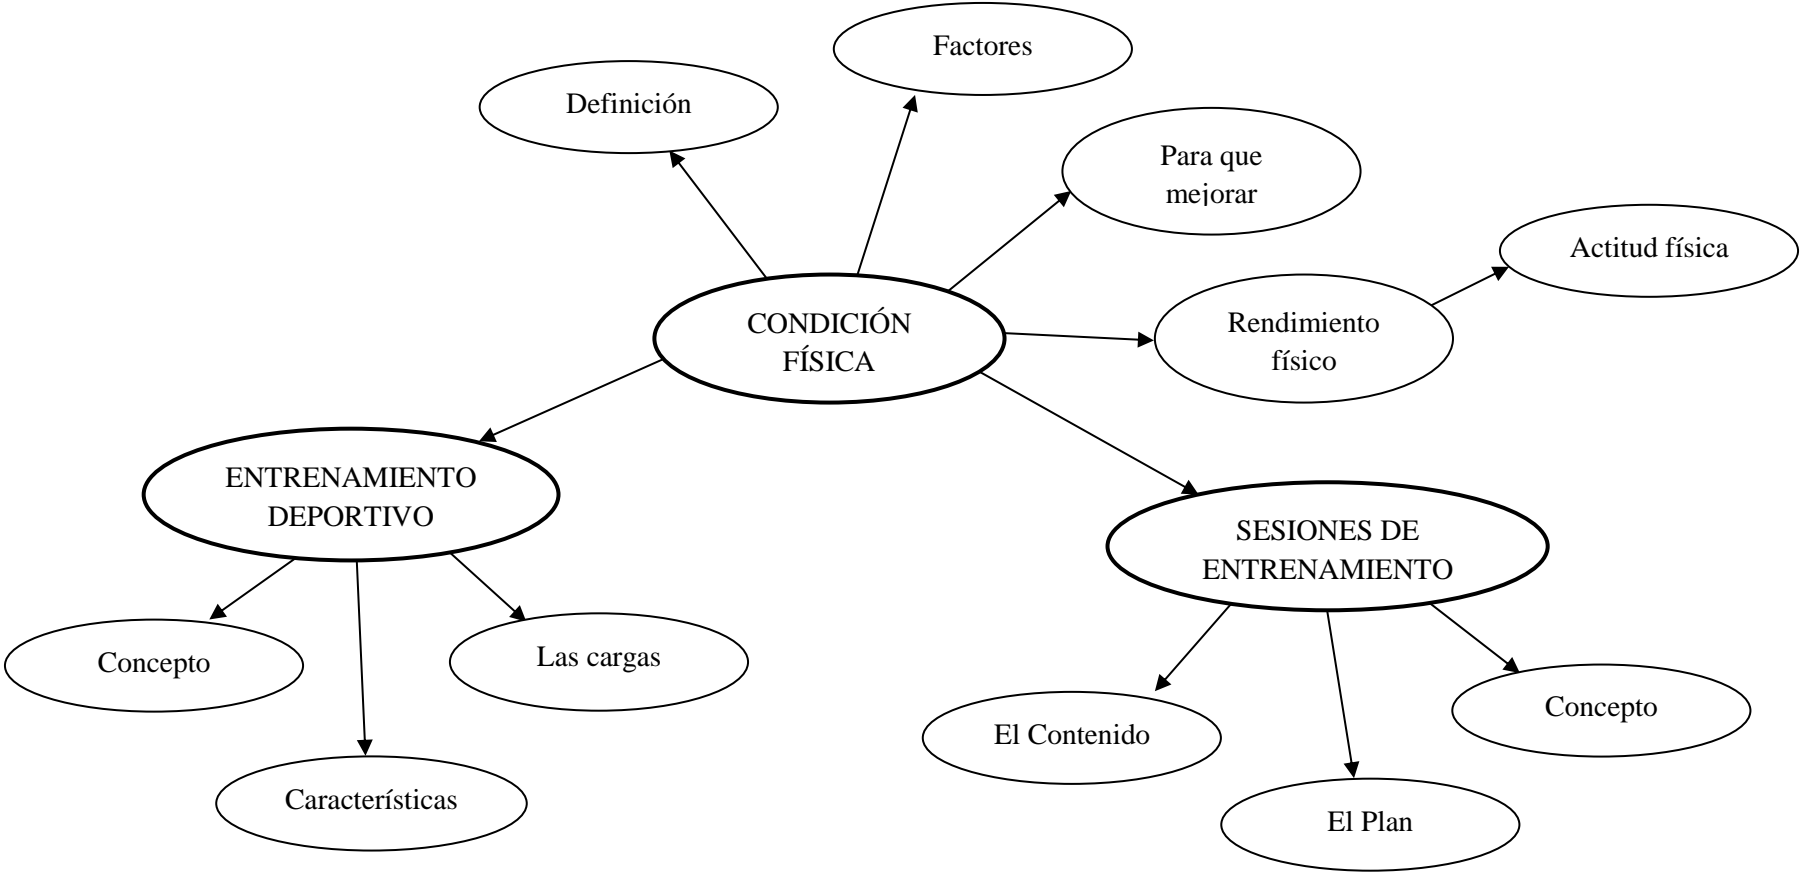 Factores
Definición
Para que
mejorar
Actitud física
CONDICIÓN
FÍSICA
Rendimiento
físico
ENTRENAMIENTO
DEPORTIVO
SESIONES DE
ENTRENAMIENTO
Concepto
Las cargas
Características
El Contenido
Concepto
El Plan